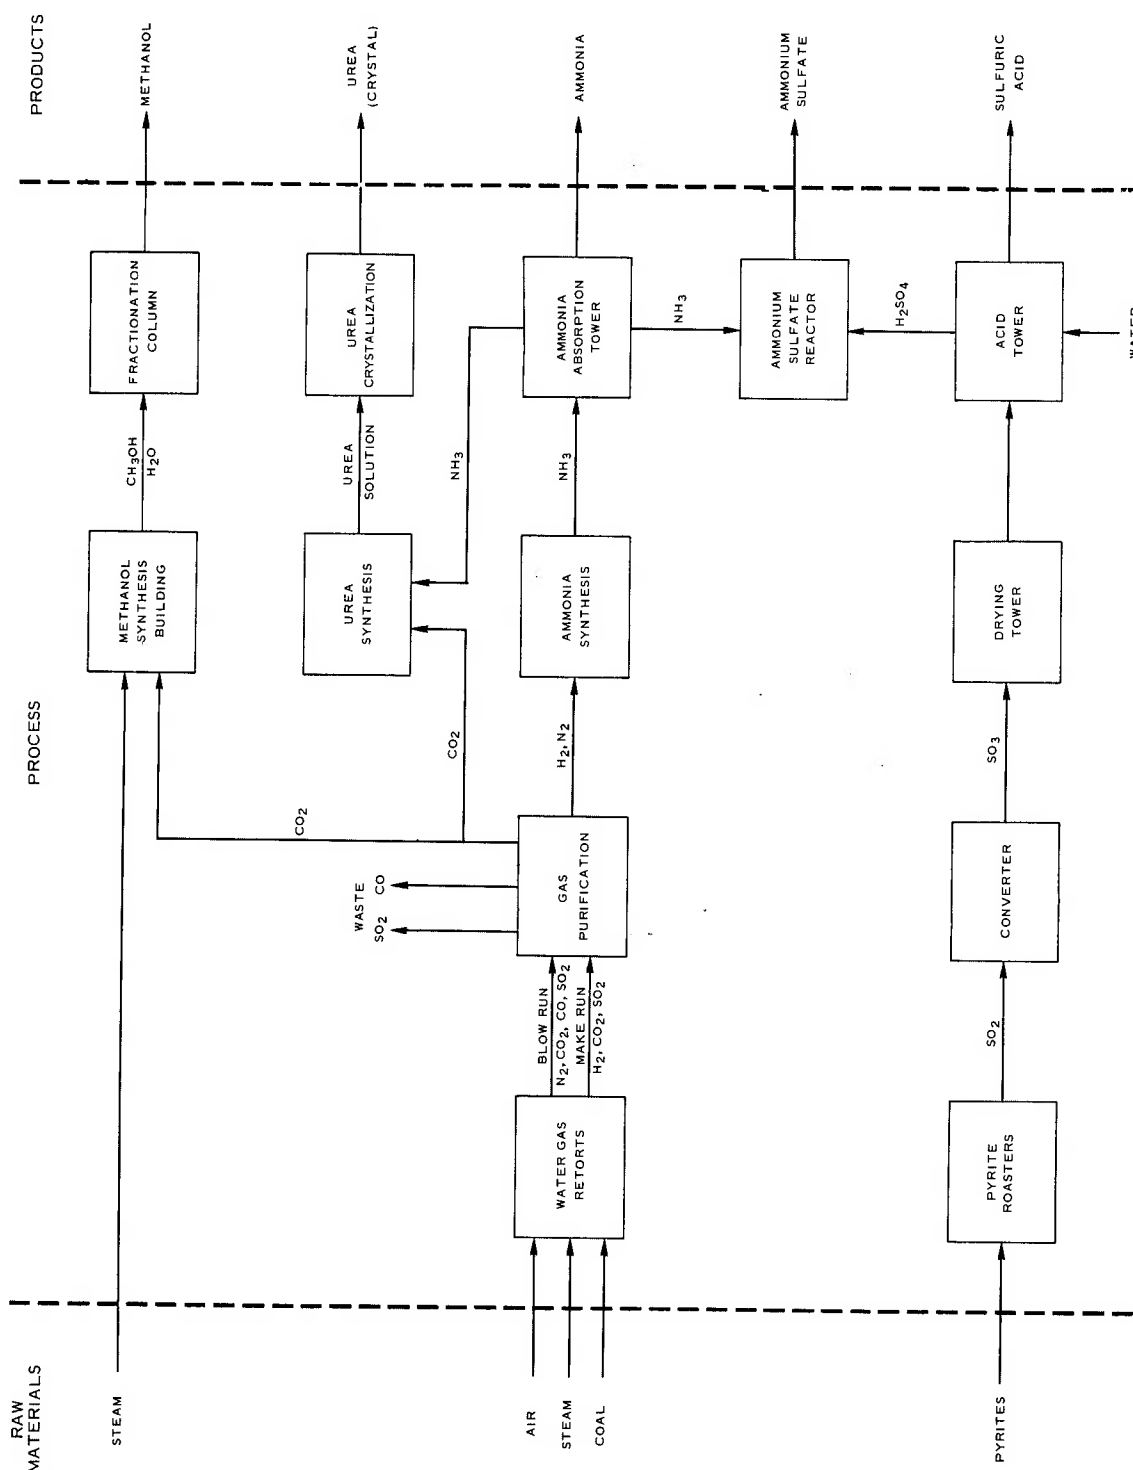 RAW
MATERIALS
PROCESS
PRODUCTS
STEAM
METHANOL
SYNTHESIS
BUILDING
CH3OH
H2O
FRACTIONATION
COLUMN
METHANOL
CO2
UREA
SYNTHESIS
UREA
SOLUTION
UREA
CRYSTALLIZATION
UREA
(CRYSTAL)
WASTE
SO2 CO
CO2
NH3
AIR
STEAM
COAL
WATER GAS
RETORTS
BLOW RUN
N2, CO2, CO, SO2
MAKE RUN
H2, CO2, SO2
GAS
PURIFICATION
H2, N2
AMMONIA
SYNTHESIS
NH3
AMMONIA
ABSORPTION
TOWER
AMMONIA
NH3
AMMONIUM
SULFATE
REACTOR
AMMONIUM
SULFATE
H2SO4
PYRITES
PYRITE
ROASTERS
SO2
CONVERTER
SO3
DRYING
TOWER
ACID
TOWER
SULFURIC
ACID
WATER